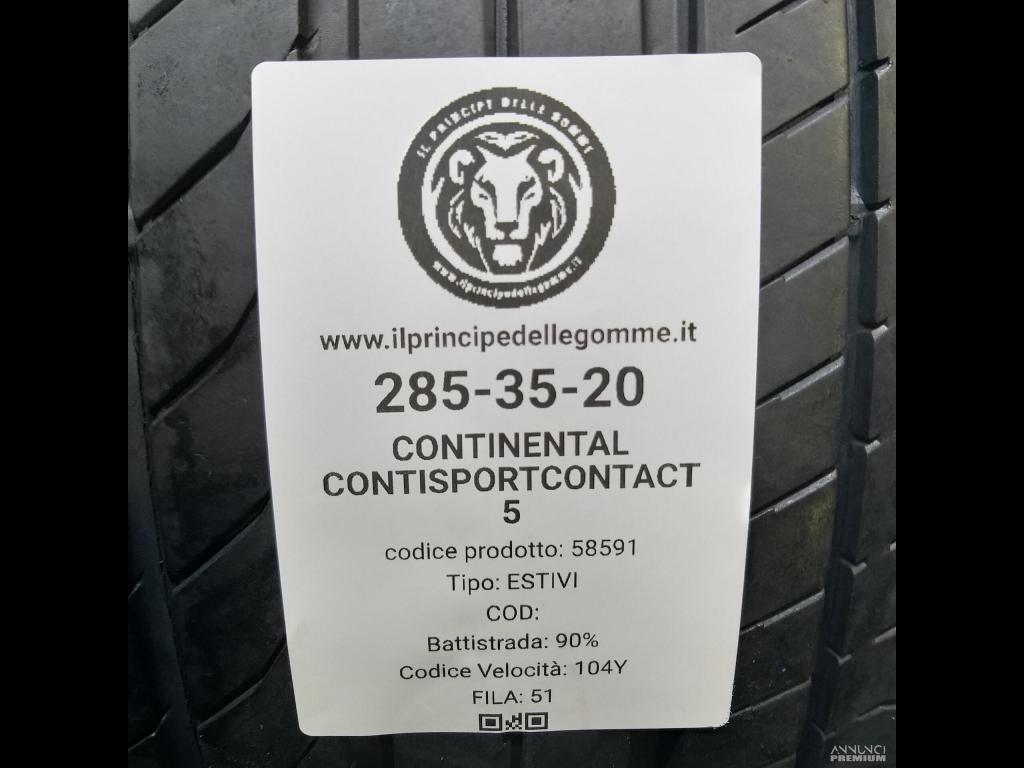 IL PRINCIPE DELLE GOMME
www.ilprincipedellegomme.it
www.ilprincipedellegomme.it
285-35-20
CONTINENTAL
CONTISPORTCONTACT
5
codice prodotto: 58591
Tipo: ESTIVI
COD:
Battistrada: 90%
Codice Velocità: 104Y
FILA: 51
ANNUNCI
PREMIUM